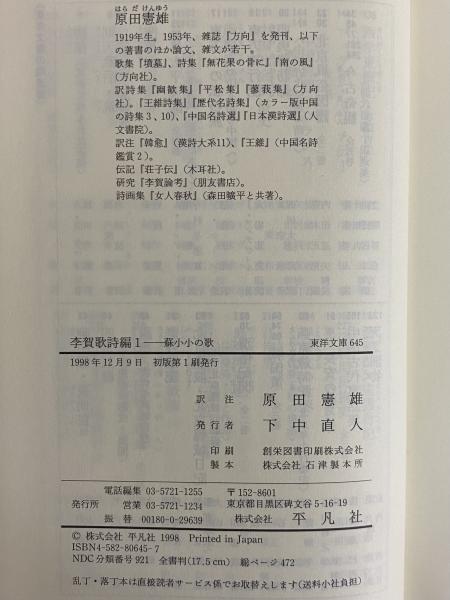 はらだけんゆう
原田憲雄
1919年生。1953年、雑誌『方向』を発刊、以下
の著書のほか論文、雑文が若干。
歌集『墳墓』、詩集『無花果の骨に』『南の風』
(方向社)。
訳詩集『幽歓集』『平松集』『蓼莪集』(方向
社)。『王維詩集』『歴代名詩集』(カラー版中国
の詩集3、10)、『中国名詩選』『日本漢詩選』(人
文書院)。
訳注『韓愈』(漢詩大系11)、『王維』(中国名詩
鑑賞2)。
伝記『荘子伝』(木耳社)。
研究『李賀論考』(朋友書店)。
詩画集『女人春秋』(森田曠平と共著)。
李賀歌詩編1──蘇小小の歌 東洋文庫645
1998年12月9日 初版第1刷発行
訳注 原田憲雄
発行者 下中直人
印刷 創栄図書印刷株式会社
製本 株式会社石津製本所
電話編集 03-5721-1255 〒152-8601
発行所 営業 03-5721-1234 東京都目黒区碑文谷5-16-19
振替 00180-0-29639 株式会社 平凡社
© 株式会社 平凡社 1998 Printed in Japan
ISBN4-582-80645-7
NDC分類番号921 全書判(17.5cm) 総ページ472
乱丁・落丁本は直接読者サービス係でお取替えします(送料小社負担)